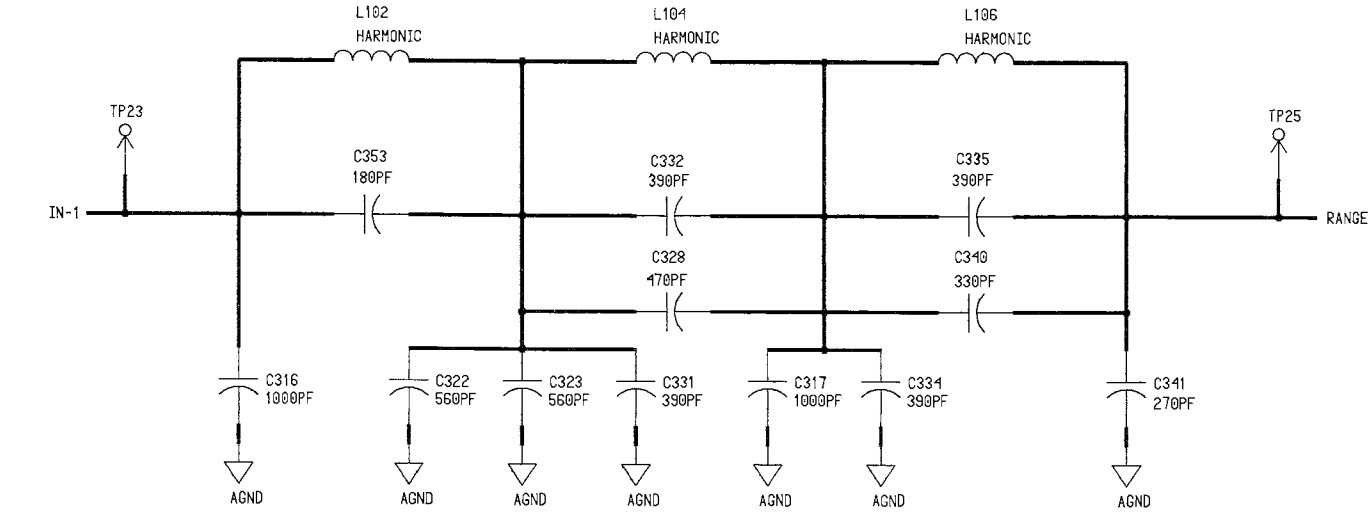 L102
HARMONIC
L104
HARMONIC
L106
HARMONIC
TP23
TP25
C353
180PF
C332
390PF
C335
390PF
IN-1
RANGE
C328
470PF
C340
330PF
C316
1000PF
C322
560PF
C323
560PF
C331
390PF
C317
1000PF
C334
390PF
C341
270PF
AGND
AGND
AGND
AGND
AGND
AGND
AGND